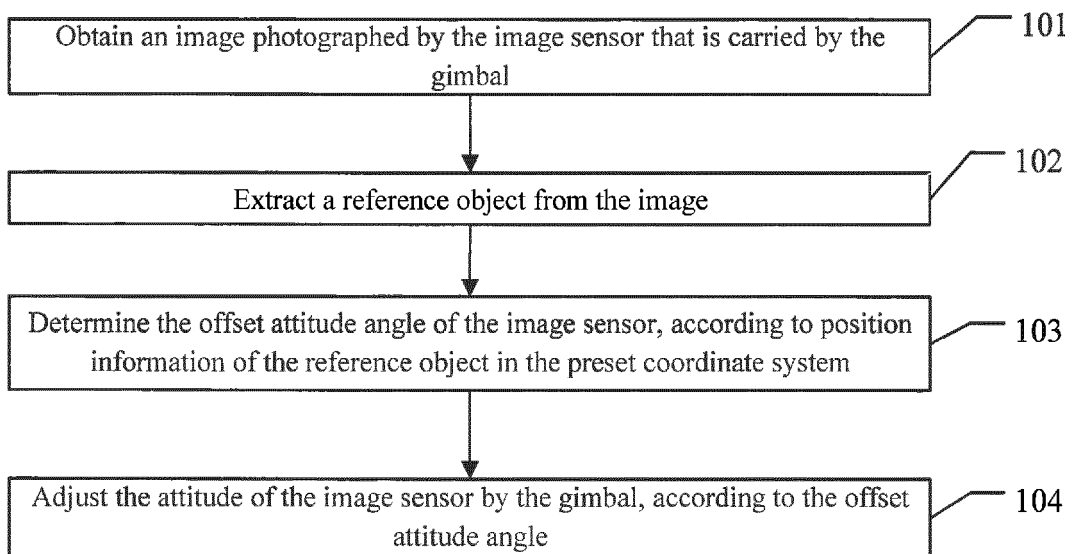 101
Obtain an image photographed by the image sensor that is carried by the
gimbal
102
Extract a reference object from the image
103
Determine the offset attitude angle of the image sensor, according to position
information of the reference object in the preset coordinate system
104
Adjust the attitude of the image sensor by the gimbal, according to the offset
attitude angle